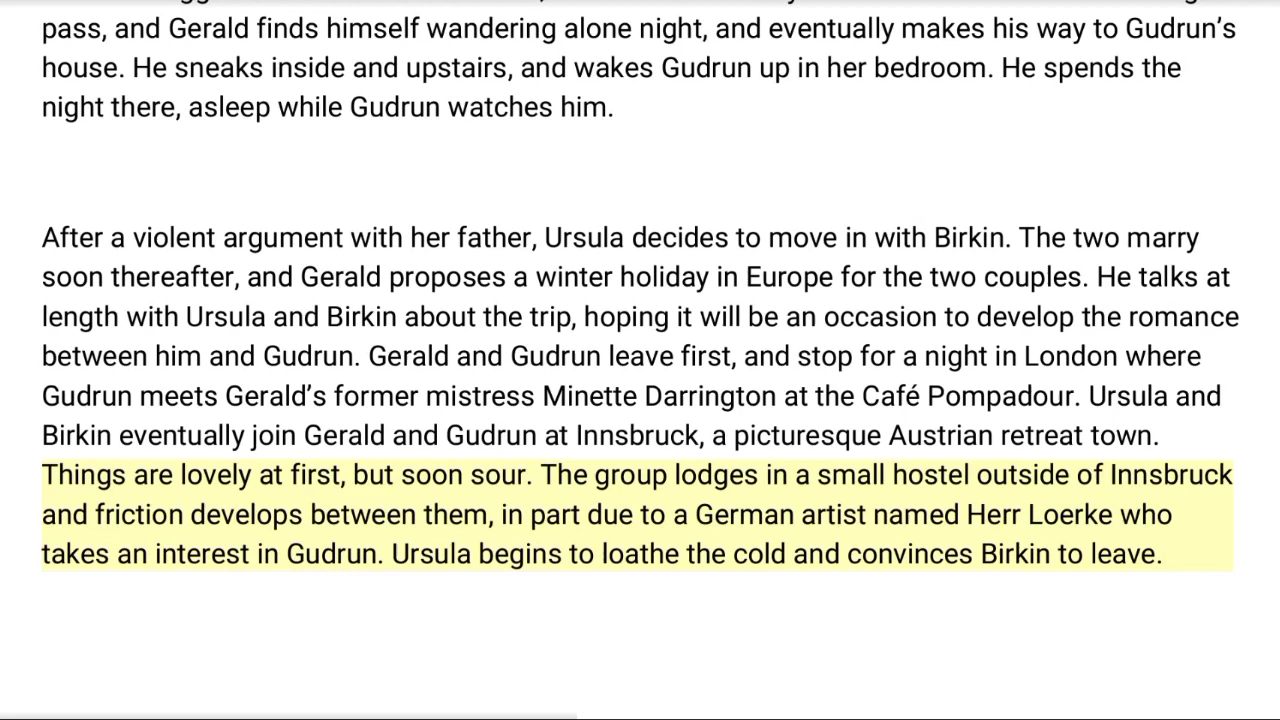 pass, and Gerald finds himself wandering alone night, and eventually makes his way to Gudrun’s
house. He sneaks inside and upstairs, and wakes Gudrun up in her bedroom. He spends the
night there, asleep while Gudrun watches him.
After a violent argument with her father, Ursula decides to move in with Birkin. The two marry
soon thereafter, and Gerald proposes a winter holiday in Europe for the two couples. He talks at
length with Ursula and Birkin about the trip, hoping it will be an occasion to develop the romance
between him and Gudrun. Gerald and Gudrun leave first, and stop for a night in London where
Gudrun meets Gerald’s former mistress Minette Darrington at the Café Pompadour. Ursula and
Birkin eventually join Gerald and Gudrun at Innsbruck, a picturesque Austrian retreat town.
Things are lovely at first, but soon sour. The group lodges in a small hostel outside of Innsbruck
and friction develops between them, in part due to a German artist named Herr Loerke who
takes an interest in Gudrun. Ursula begins to loathe the cold and convinces Birkin to leave.